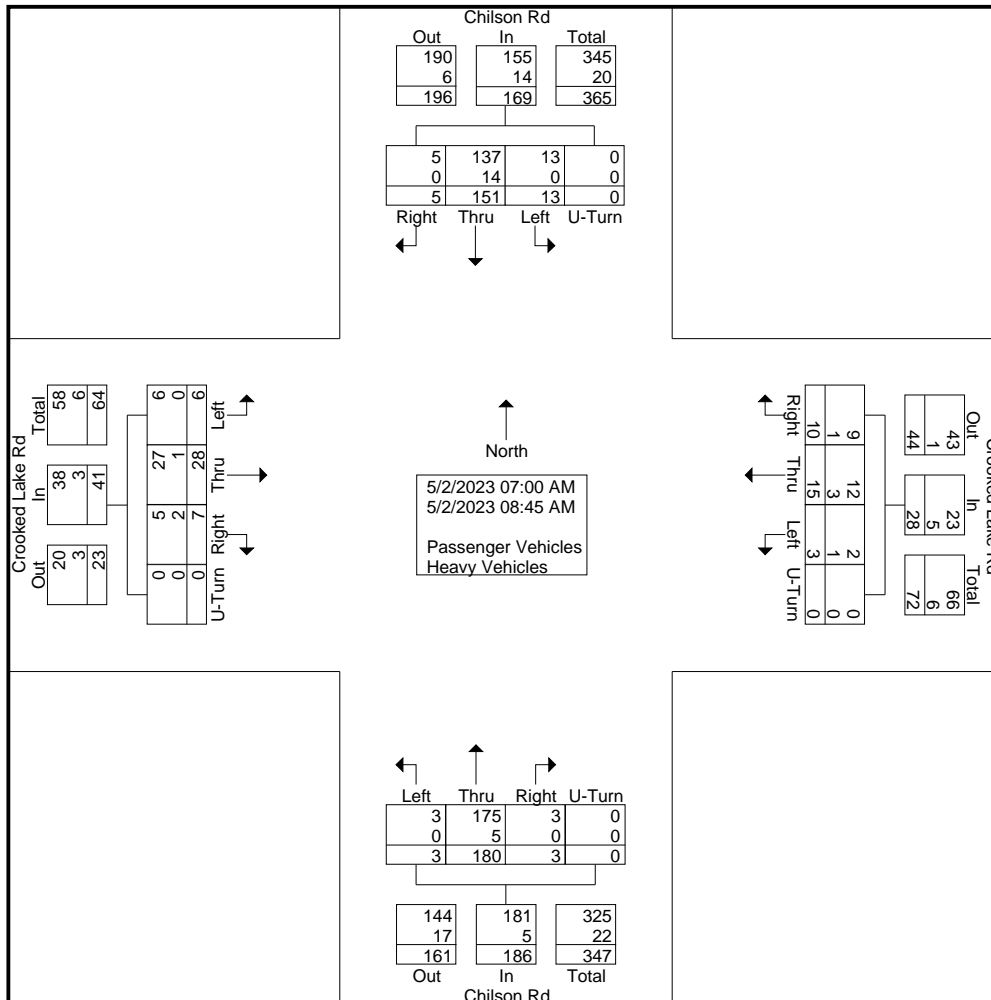 Chilson Rd
Out In Total
190 155 345
6 14 20
196 169 365
5 137 13 0
0 14 0 0
5 151 13 0
Right Thru Left U-Turn
Crooked Lake Rd
Total In Out
58 38 20
6 3 3
64 41 23
6 27 5 0
0 1 2 0
6 28 7 0
Left Thru Right U-Turn
North
5/2/2023 07:00 AM
5/2/2023 08:45 AM
Passenger Vehicles
Heavy Vehicles
Right Thru Left U-Turn
9 12 2 0
1 3 1 0
10 15 3 0
Out In Total
43 23 66
1 5 6
44 28 72
Crooked Lake Rd
Left Thru Right U-Turn
3 175 3 0
0 5 0 0
3 180 3 0
144 181 325
17 5 22
161 186 347
Out In Total
Chilson Rd